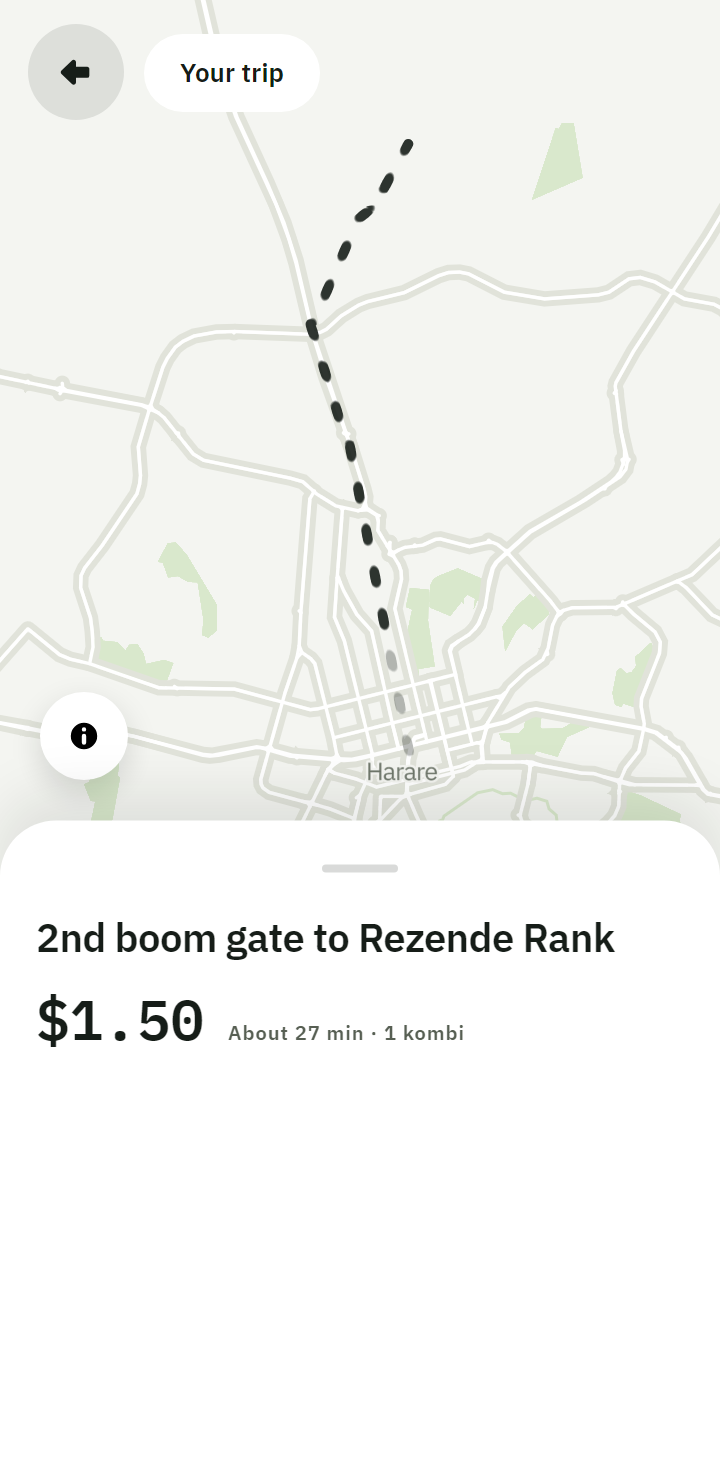 Your trip
Harare
2nd boom gate to Rezende Rank
$1.50
About 27 min · 1 kombi